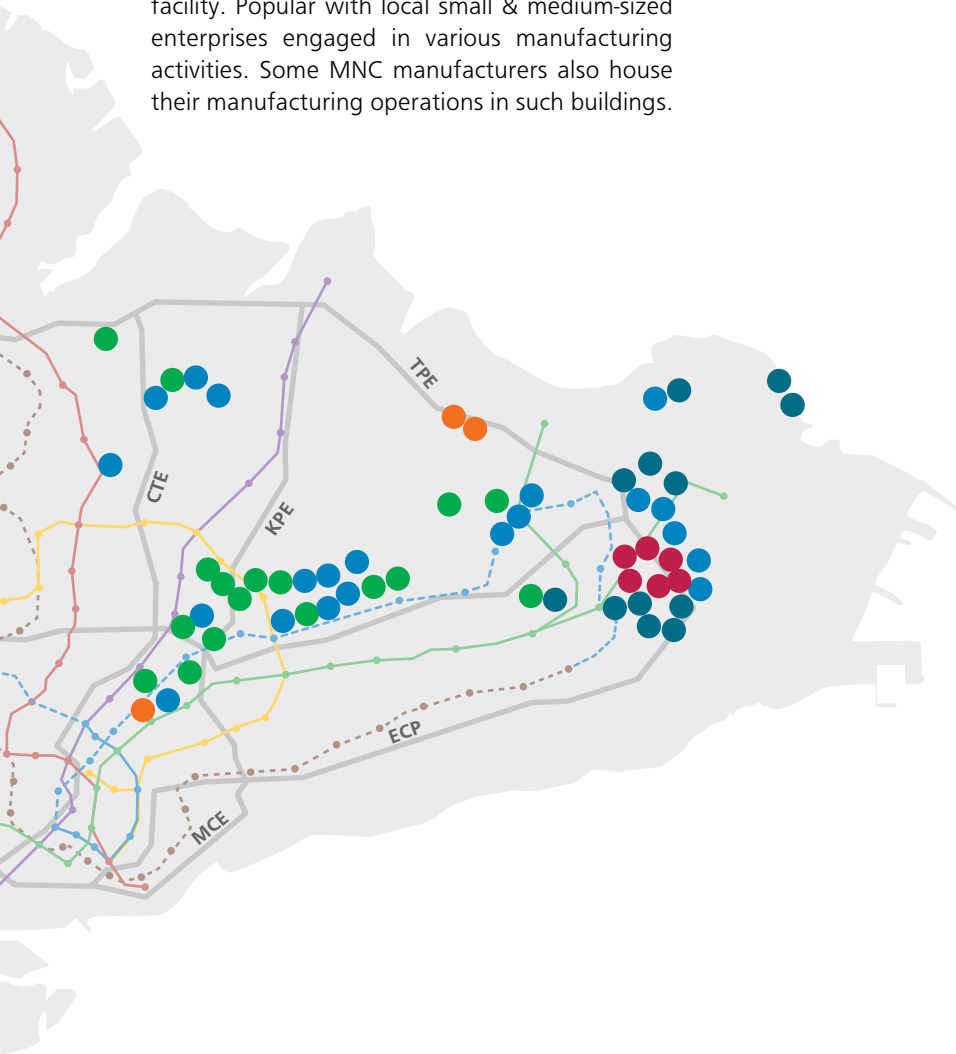 facility. Popular with local small & medium-sized
enterprises engaged in various manufacturing
activities. Some MNC manufacturers also house
their manufacturing operations in such buildings.
TPE
CTE
KPE
ECP
MCE